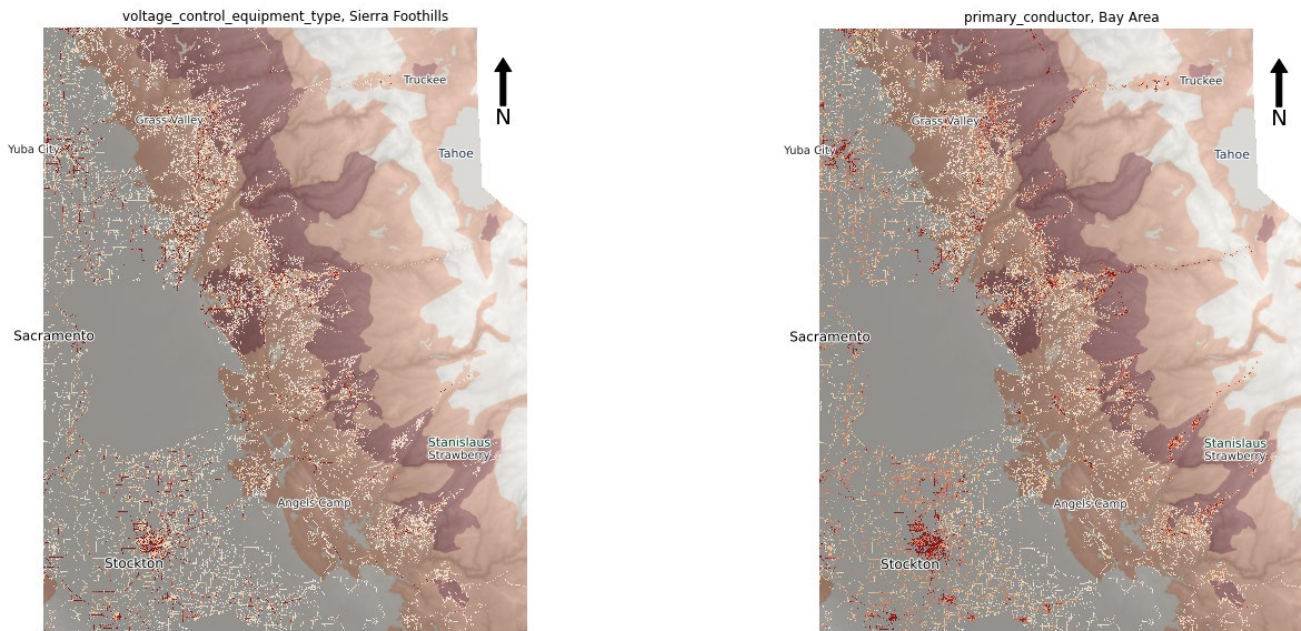 voltage_control_equipment_type, Sierra Foothills
Truckee
N
Grass Valley
Yuba City
Tahoe
Sacramento
Stanislaus
Strawberry
Angels Camp
Stockton
primary_conductor, Bay Area
Truckee
N
Grass Valley
Yuba City
Tahoe
Sacramento
Stanislaus
Strawberry
Angels Camp
Stockton